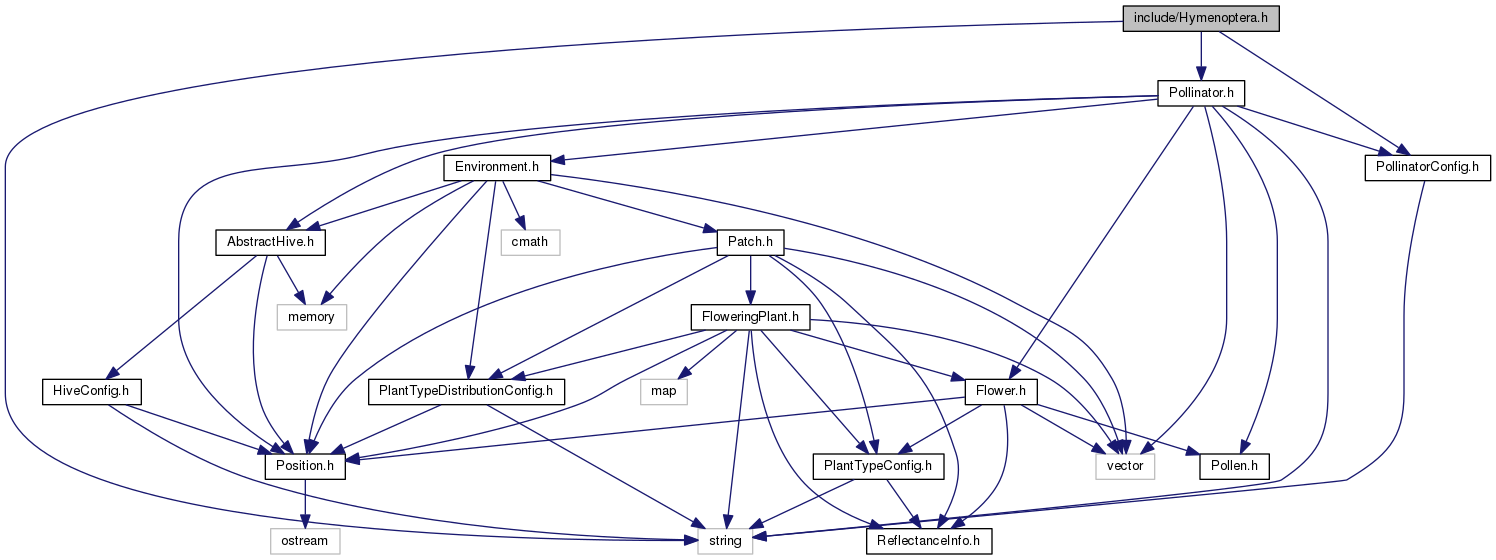 include/Hymenoptera.h
Pollinator.h
Environment.h
PollinatorConfig.h
AbstractHive.h
cmath
Patch.h
memory
FloweringPlant.h
HiveConfig.h
PlantTypeDistributionConfig.h
map
Flower.h
Position.h
PlantTypeConfig.h
vector
Pollen.h
ostream
string
ReflectanceInfo.h